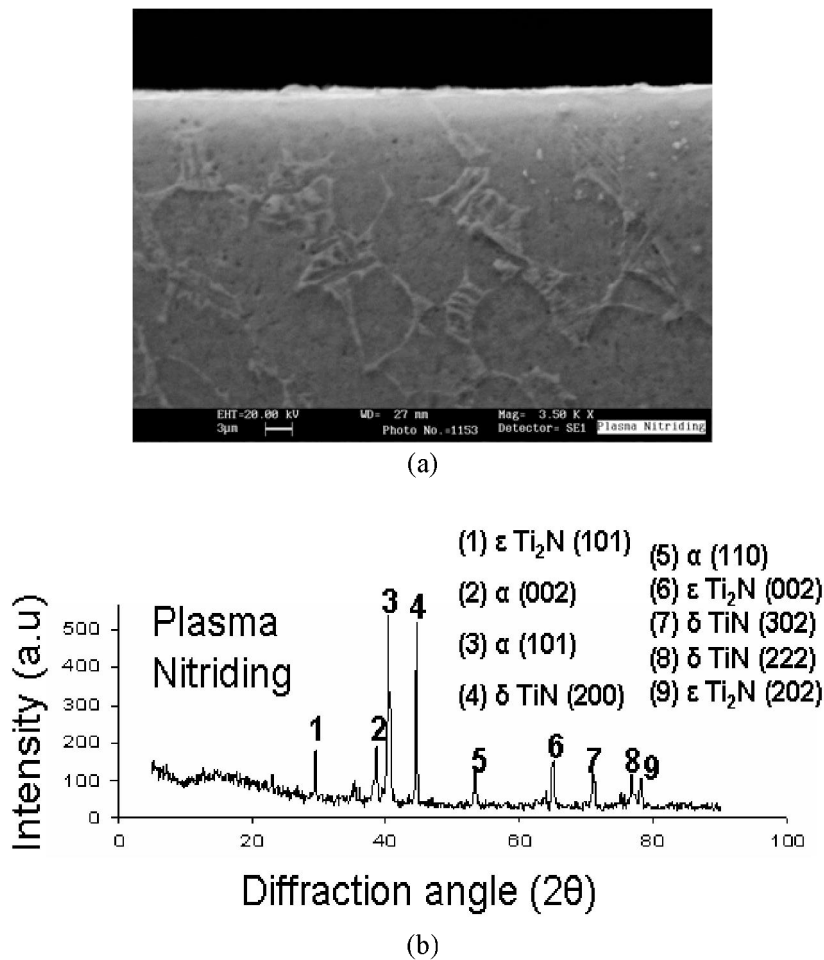 EHT=20.00 kV WD= 27 mm Mag= 3.50 K X
3µm Photo No.=1153 Detector= SE1 Plasma Nitriding
(a)
(1) ε Ti₂N (101) (5) α (110)
(2) α (002) (6) ε Ti₂N (002)
(3) α (101) (7) δ TiN (302)
(4) δ TiN (200) (8) δ TiN (222)
(9) ε Ti₂N (202)
Plasma
Nitriding
Intensity (a.u)
500
400
300
200
100
0
1 2 3 4 5 6 7 8 9
0 20 40 60 80 100
Diffraction angle (2θ)
(b)